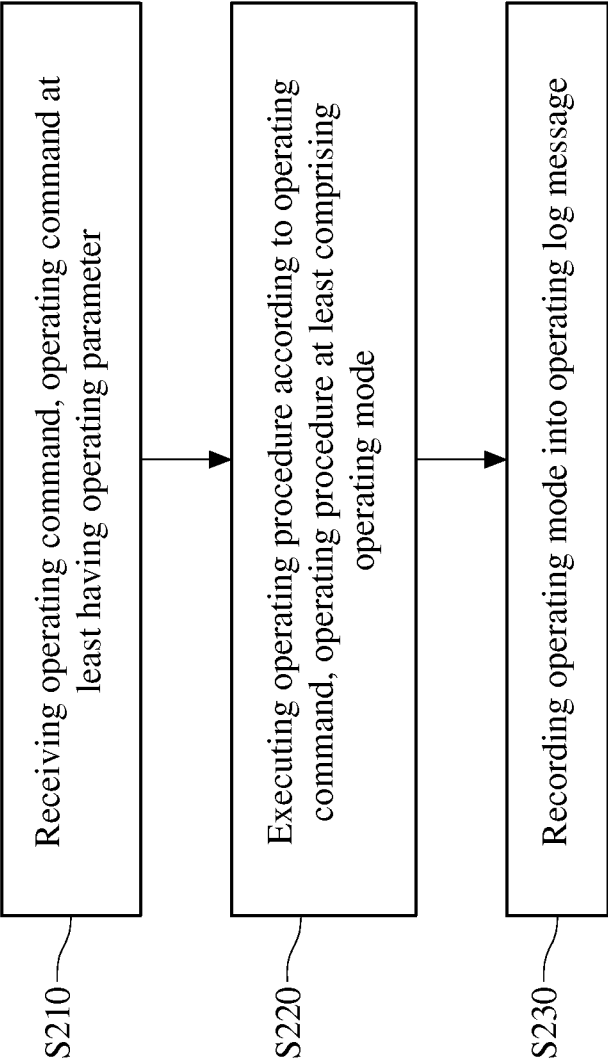 S210
Receiving operating command, operating command at
least having operating parameter
S220
Executing operating procedure according to operating
command, operating procedure at least comprising
operating mode
S230
Recording operating mode into operating log message